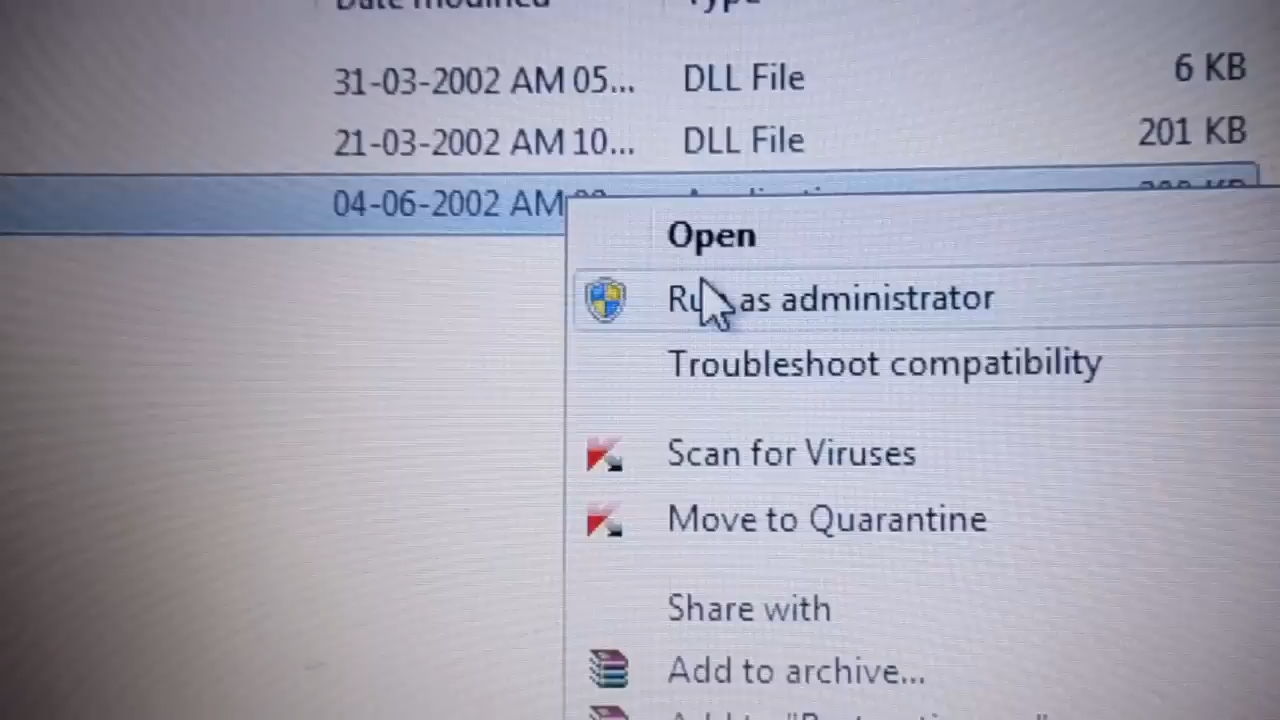 Date modified Type
31-03-2002 AM 05... DLL File 6 KB
21-03-2002 AM 10... DLL File 201 KB
04-06-2002 AM
Open
Run as administrator
Troubleshoot compatibility
Scan for Viruses
Move to Quarantine
Share with
Add to archive...
Add to